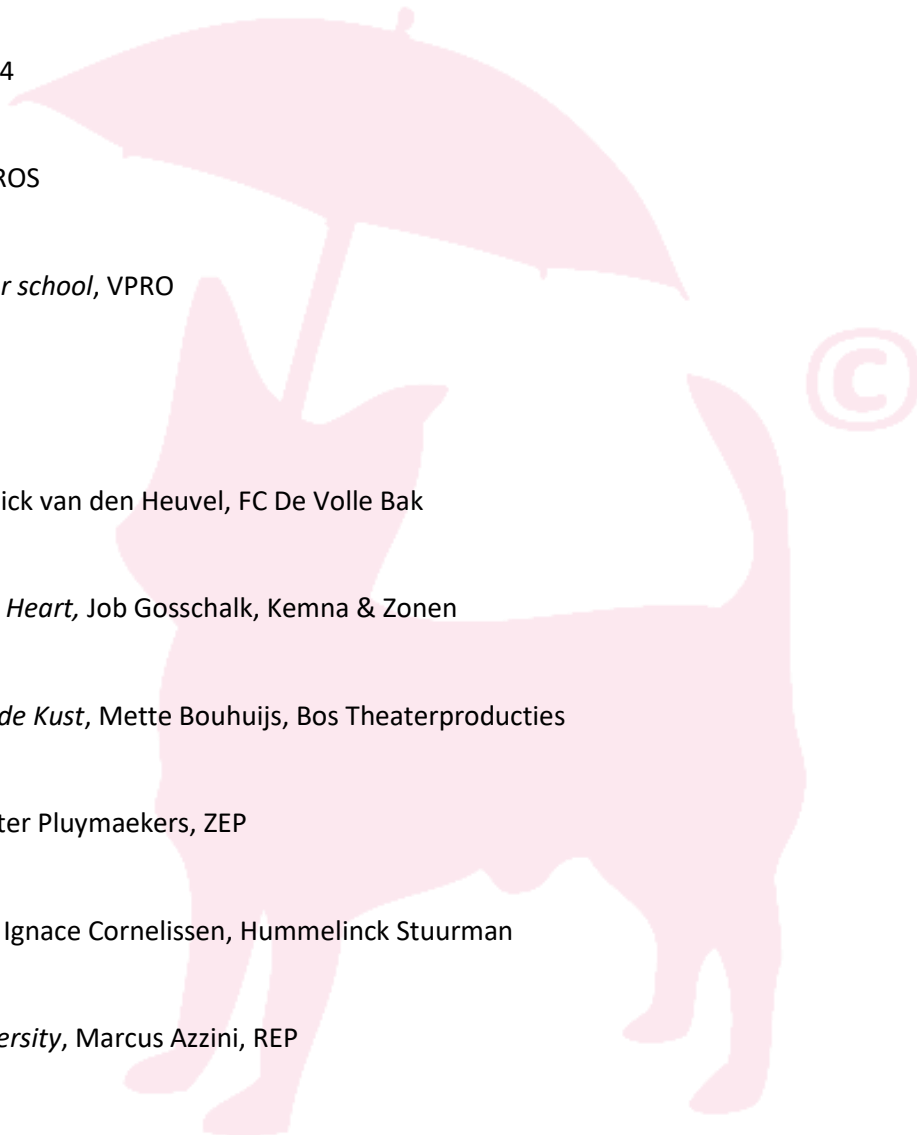 4
ROS
r school, VPRO
©
ick van den Heuvel, FC De Volle Bak
Heart, Job Gosschalk, Kemna & Zonen
de Kust, Mette Bouhuijs, Bos Theaterproducties
ter Pluymaekers, ZEP
Ignace Cornelissen, Hummelinck Stuurman
ersity, Marcus Azzini, REP